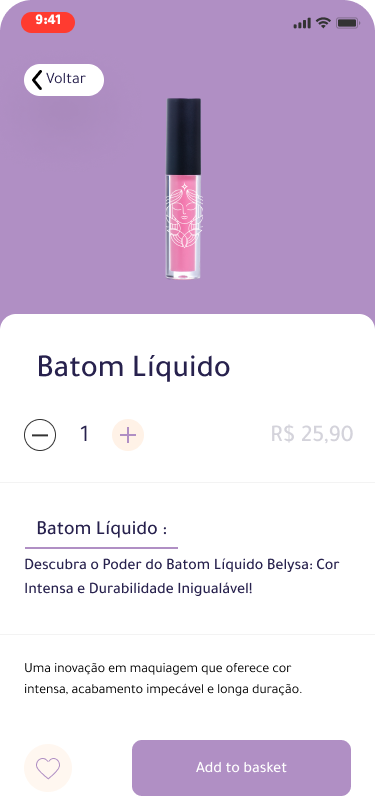 9:41
Voltar
Batom Líquido
1
R$ 25,90
Batom Líquido :
Descubra o Poder do Batom Líquido Belysa: Cor
Intensa e Durabilidade Inigualável!
Uma inovação em maquiagem que oferece cor
intensa, acabamento impecável e longa duração.
Add to basket